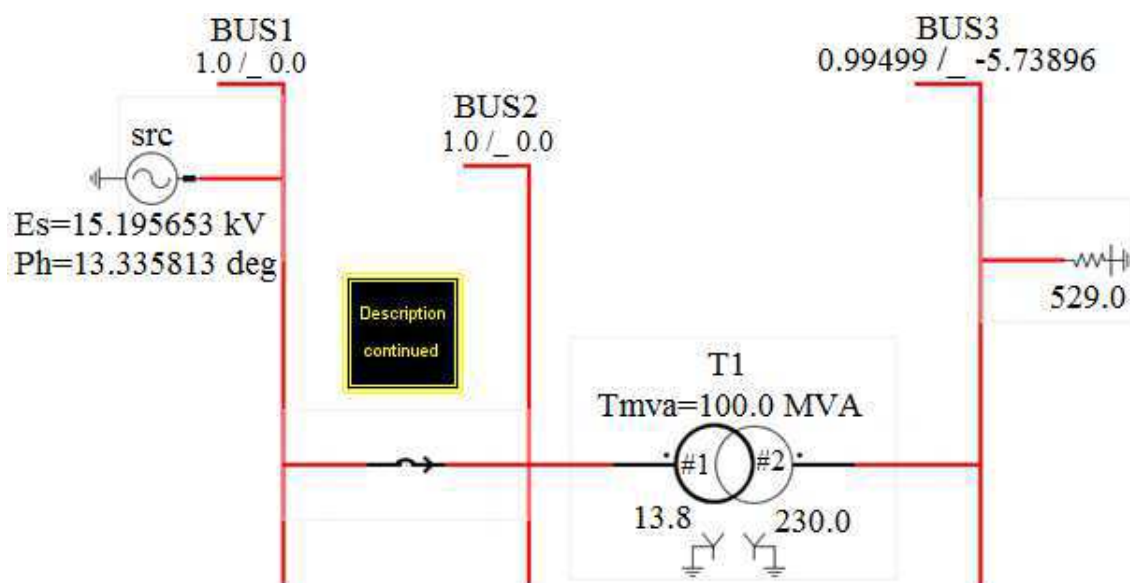 BUS1
1.0 /_ 0.0
BUS2
1.0 /_ 0.0
BUS3
0.99499 /_ -5.73896
src
Es=15.195653 kV
Ph=13.335813 deg
Description
continued
529.0
T1
Tmva=100.0 MVA
#1
#2
13.8
230.0